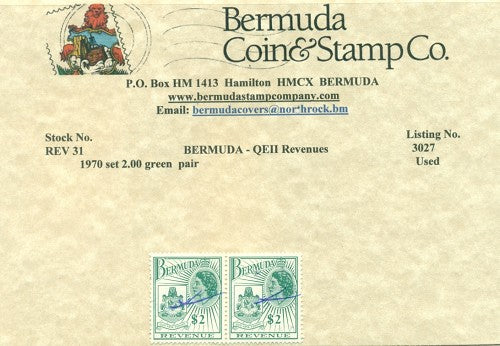 Bermuda
Coin&Stamp Co.
P.O. Box HM 1413 Hamilton HMCX BERMUDA
www.bermudastampcompany.com
Email: bermudacovers@northrock.bm
Stock No.
Listing No.
REV 31
BERMUDA - QEII Revenues
3027
1970 set 2.00 green pair
Used
BERMUDA BERMUDA
$2 $2
REVENUE REVENUE